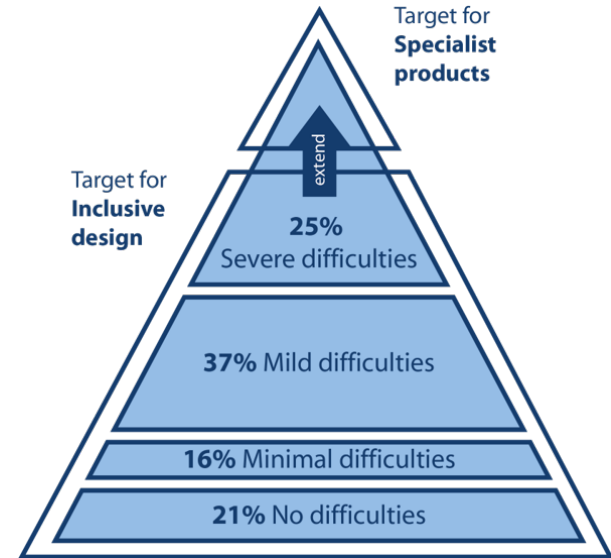 Target for
Specialist
products
extend
Target for
Inclusive
design
25%
Severe difficulties
37% Mild difficulties
16% Minimal difficulties
21% No difficulties